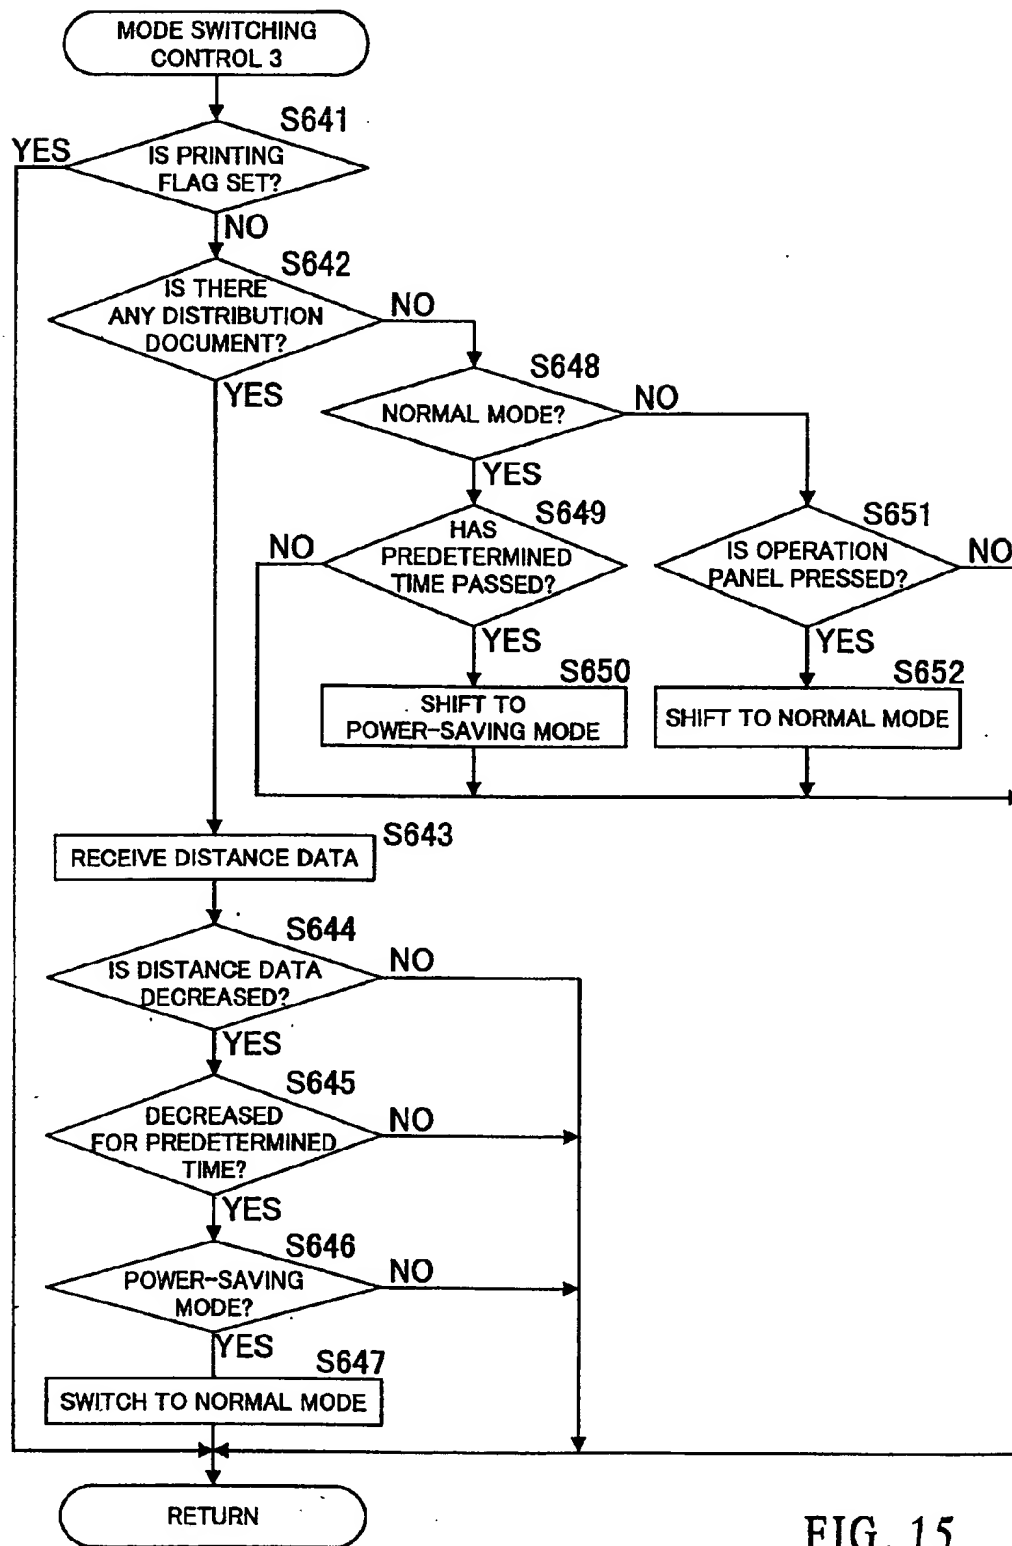 MODE SWITCHING
CONTROL 3
S641
YES
IS PRINTING
FLAG SET?
NO
S642
IS THERE
ANY DISTRIBUTION
DOCUMENT?
NO
YES
S648
NORMAL MODE?
NO
YES
S649
NO
HAS
PREDETERMINED
TIME PASSED?
YES
S651
IS OPERATION
PANEL PRESSED?
NO
YES
S650
SHIFT TO
POWER-SAVING MODE
S652
SHIFT TO NORMAL MODE
S643
RECEIVE DISTANCE DATA
S644
IS DISTANCE DATA
DECREASED?
NO
YES
S645
DECREASED
FOR PREDETERMINED
TIME?
NO
YES
S646
POWER-SAVING
MODE?
NO
YES
S647
SWITCH TO NORMAL MODE
RETURN
FIG. 15